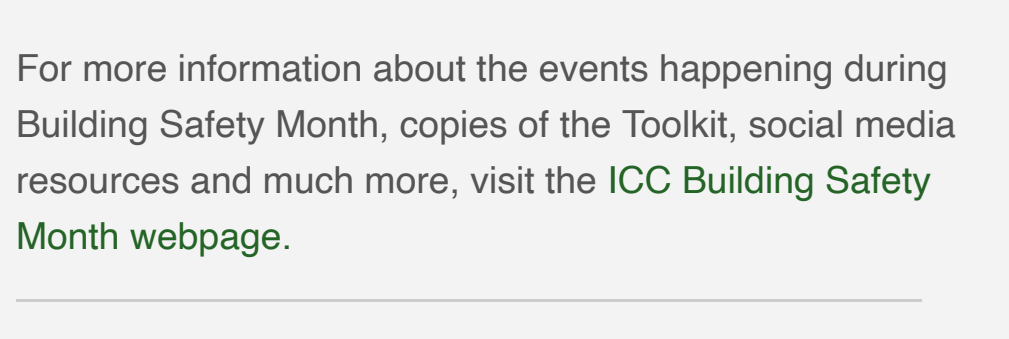 For more information about the events happening during
Building Safety Month, copies of the Toolkit, social media
resources and much more, visit the ICC Building Safety
Month webpage.